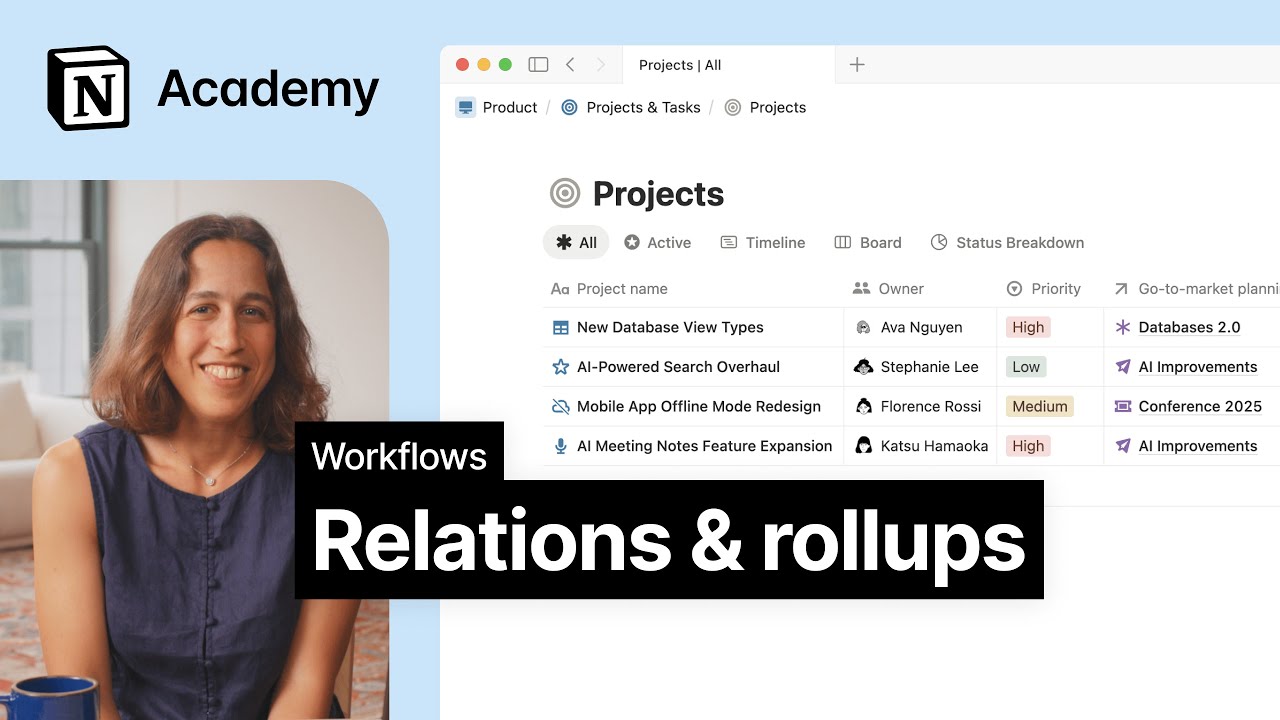 N Academy
Projects | All
Product / Projects & Tasks / Projects
Projects
All Active Timeline Board Status Breakdown
Aa Project name Owner Priority Go-to-market planni
New Database View Types Ava Nguyen High Databases 2.0
AI-Powered Search Overhaul Stephanie Lee Low AI Improvements
Mobile App Offline Mode Redesign Florence Rossi Medium Conference 2025
AI Meeting Notes Feature Expansion Katsu Hamaoka High AI Improvements
Workflows
Relations & rollups